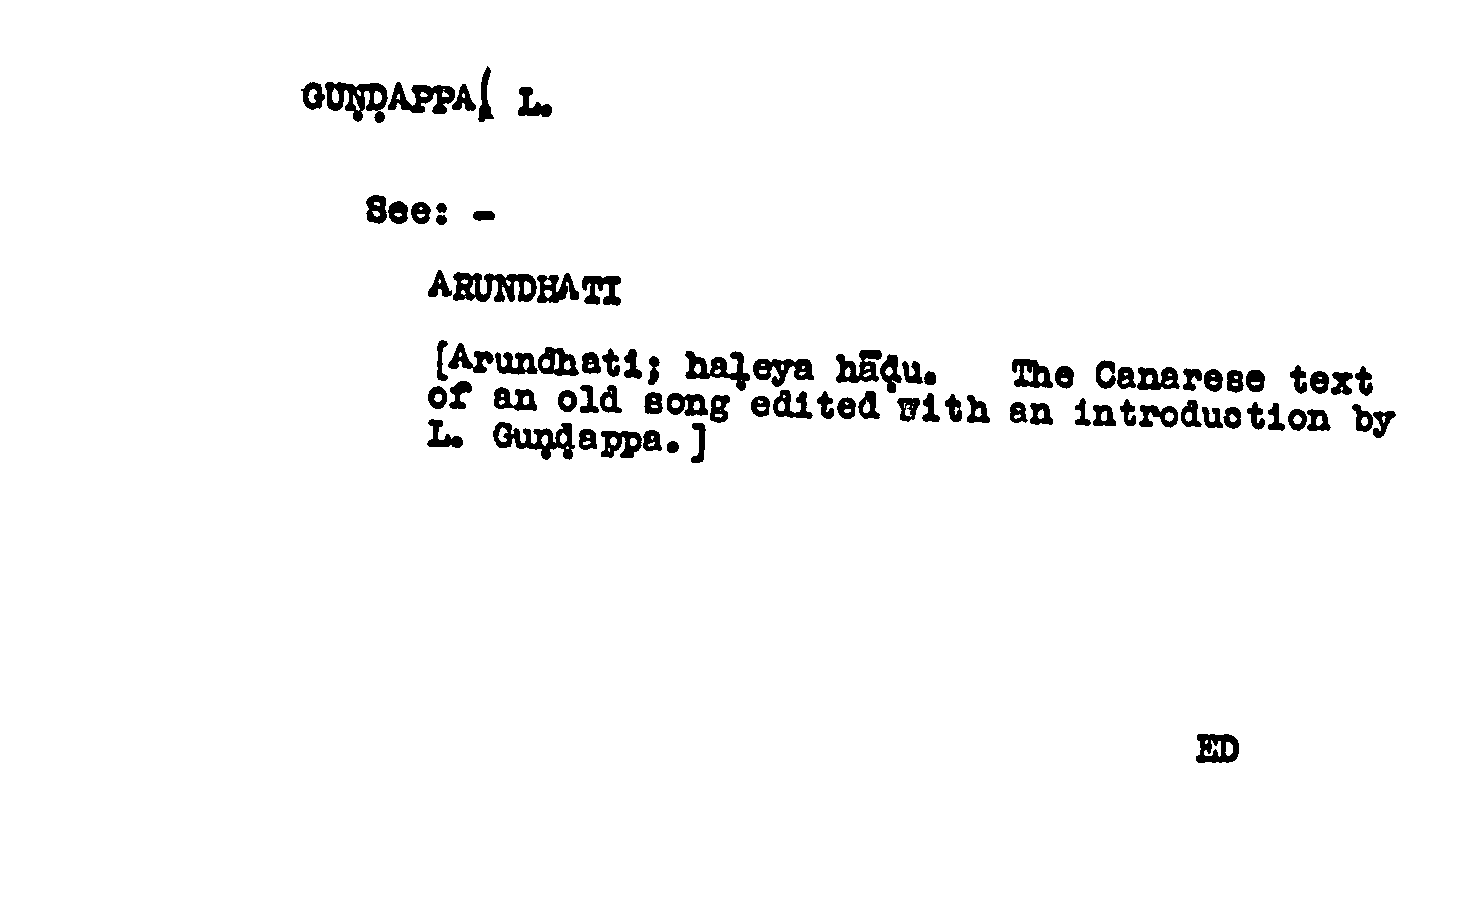 GUṆḌAPPA( L.
See: -
ARUNDHATI
[Arundhati; haḷeya hāḍu. The Canarese text
of an old song edited with an introduction by
L. Guṇḍappa.]
ED